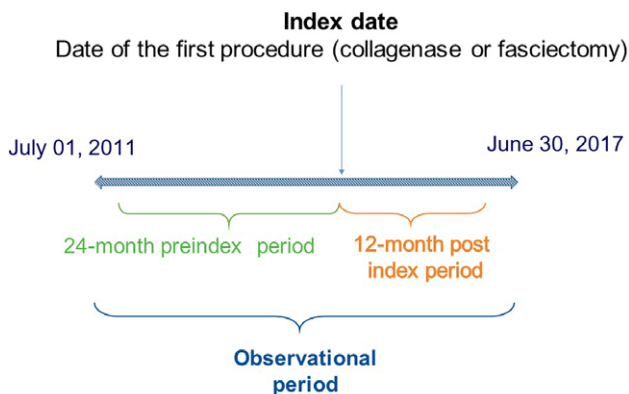 Index date
Date of the first procedure (collagenase or fasciectomy)
July 01, 2011
June 30, 2017
24-month preindex period
12-month post
index period
Observational
period